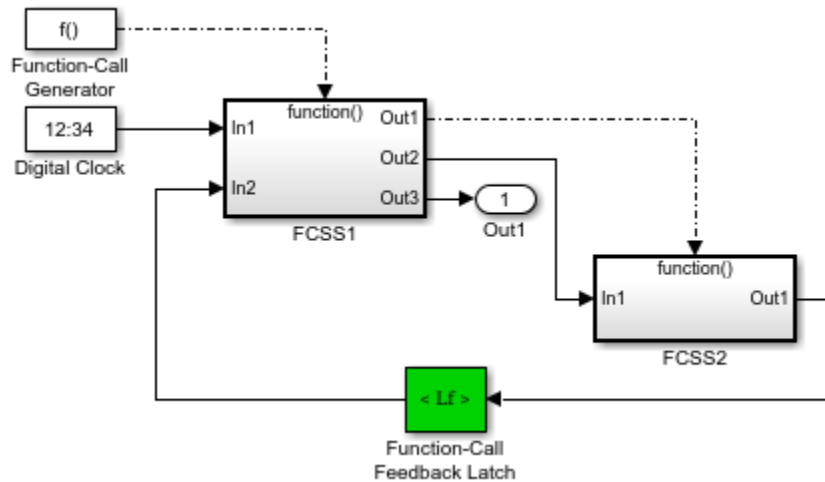 f()
Function-Call
Generator
12:34
Digital Clock
function()
In1
In2
Out1
Out2
Out3
FCSS1
1
Out1
function()
In1
Out1
FCSS2
< Lf >
Function-Call
Feedback Latch